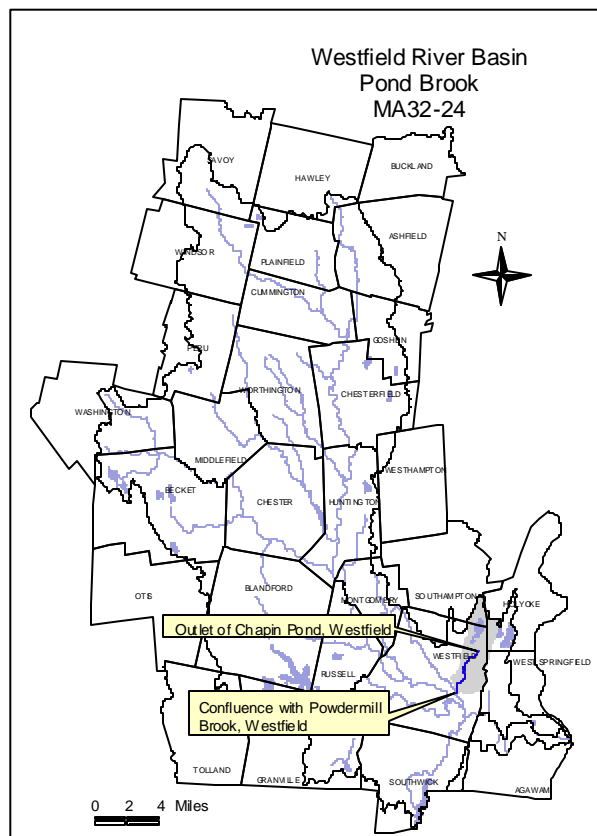 Westfield River Basin
Pond Brook
MA32-24
SAVOY
HAWLEY
BUCKLAND
ASHFIELD
WINDSOR
PLAINFIELD
N
CUMMINGTON
GOSHEN
PERU
WORTHINGTON
CHESTERFIELD
WASHINGTON
MIDDLEFIELD
WESTHAMPTON
BECKET
CHESTER
HUNTINGTON
OTIS
BLANDFORD
MONTGOMERY
SOUTHAMPTON
HOLYOKE
Outlet of Chapin Pond, Westfield
WESTFIELD
WEST SPRINGFIELD
RUSSELL
Confluence with Powdermill
Brook, Westfield
TOLLAND
GRANVILLE
SOUTHWICK
AGAWAM
0 2 4 Miles